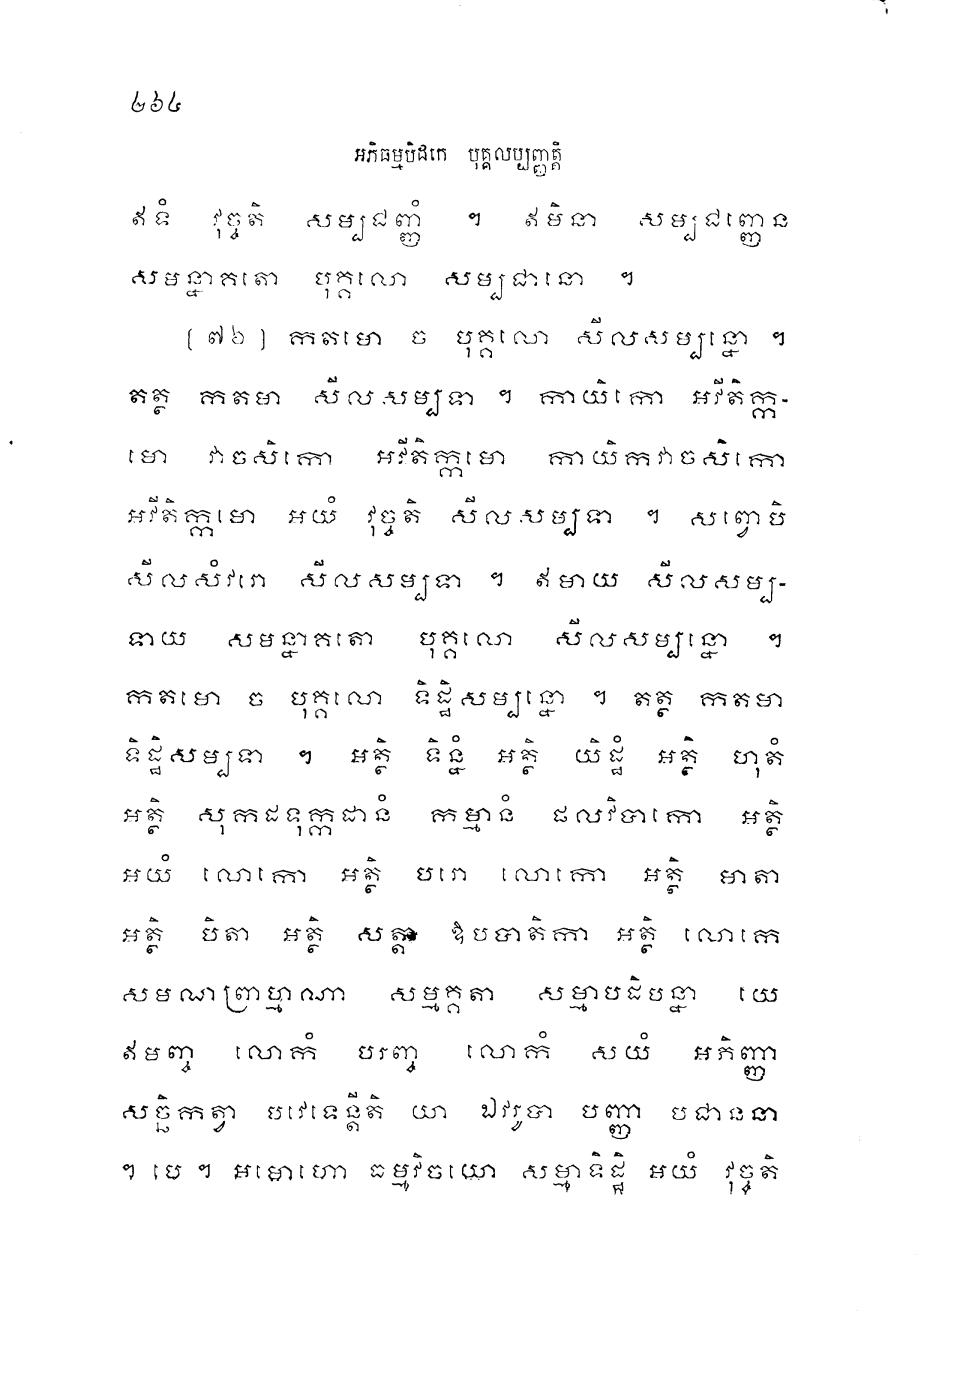 ២៦៤
អភិធម្មបិដកេ បុគ្គលប្បញ្ញត្តិ
ឥទំ វុច្ចតិ សម្បជញ្ញំ ។ ឥមិនា សម្បជញ្ញេន
សមន្នាគតោ បុគ្គលោ សម្បជានោ ។
( ៧៦ ) កតមោ ច បុគ្គលោ សីលសម្បន្នោ ។
តត្ថ កតមា សីលសម្បទា ។ កាយិកោ អវីតិក្ក-
មោ វាចសិកោ អវីតិក្កមោ កាយិកវាចសិកោ
អវីតិក្កមោ អយំ វុច្ចតិ សីលសម្បទា ។ សព្វោបិ
សីលសំវរោ សីលសម្បទា ។ ឥមាយ សីលសម្ប-
ទាយ សមន្នាគតោ បុគ្គលោ សីលសម្បន្នោ ។
កតមោ ច បុគ្គលោ ទិដ្ឋិសម្បន្នោ ។ តត្ថ កតមា
ទិដ្ឋិសម្បទា ។ អត្ថិ ទិន្នំ អត្ថិ យិដ្ឋំ អត្ថិ ហុតំ
អត្ថិ សុកដទុក្កដានំ កម្មានំ ផលវិបាកោ អត្ថិ
អយំ លោកោ អត្ថិ បរោ លោកោ អត្ថិ មាតា
អត្ថិ បិតា អត្ថិ សត្តា ឱបបាតិកា អត្ថិ លោកេ
សមណព្រាហ្មណា សម្មគ្គតា សម្មាបដិបន្នា យេ
ឥមញ្ច លោកំ បរញ្ច លោកំ សយំ អភិញ្ញា
សច្ឆិកត្វា បវេទេន្តីតិ យា ឯវរូបា បញ្ញា បជាននា
។ បេ ។ អមោហោ ធម្មវិចយោ សម្មាទិដ្ឋិ អយំ វុច្ចតិ